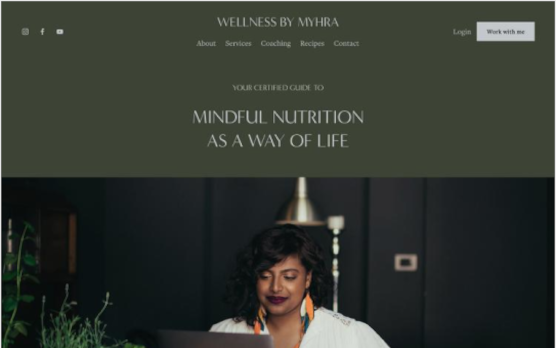 WELLNESS BY MYHRA
About Services Coaching Recipes Contact
Login
Work with me
YOUR CERTIFIED GUIDE TO
MINDFUL NUTRITION
AS A WAY OF LIFE